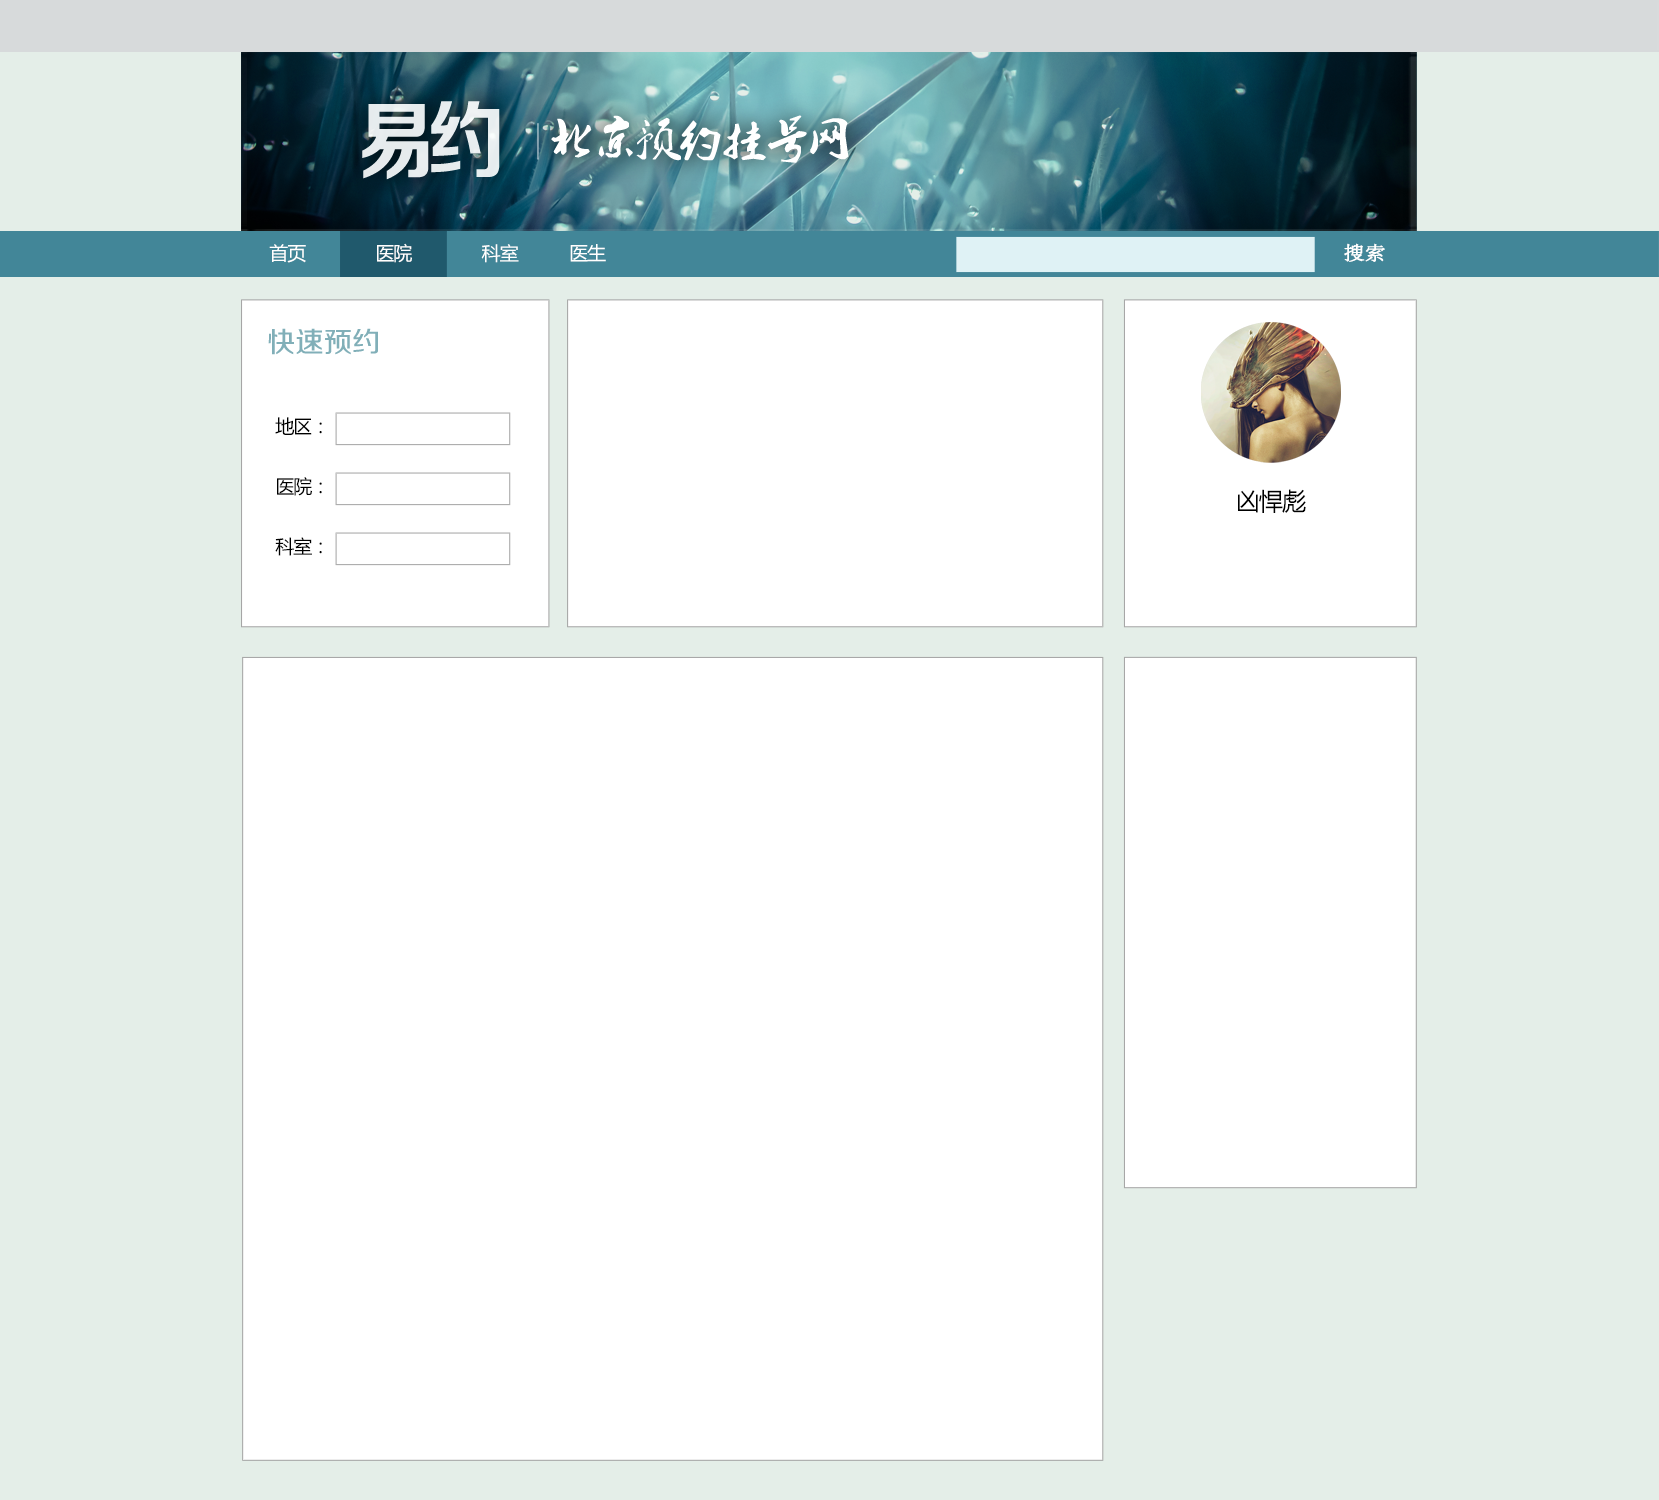 易约 | 北京预约挂号网
首页 医院 科室 医生 搜索
快速预约
地区：
医院：
科室：
凶悍彪